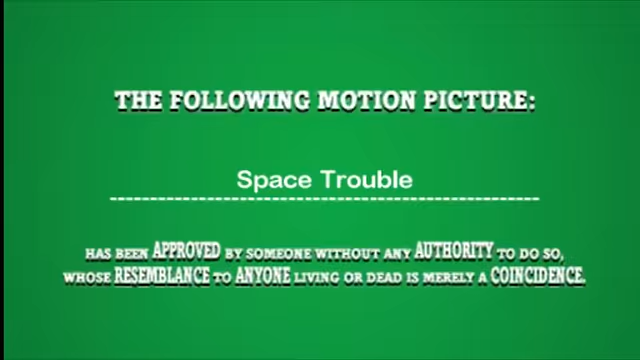 THE FOLLOWING MOTION PICTURE:
Space Trouble
HAS BEEN APPROVED BY SOMEONE WITHOUT ANY AUTHORITY TO DO SO,
WHOSE RESEMBLANCE TO ANYONE LIVING OR DEAD IS MERELY A COINCIDENCE.